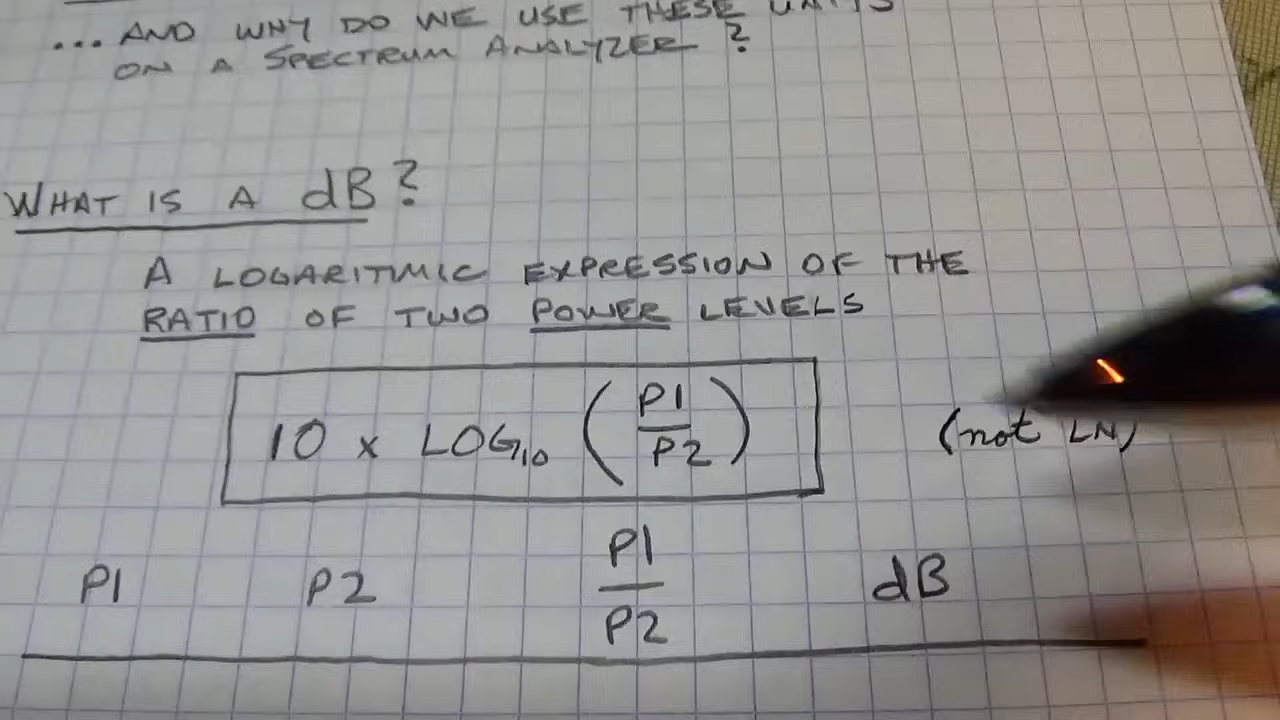 ... AND WHY DO WE USE THESE UNITS
ON A SPECTRUM ANALYZER ?
WHAT IS A dB?
A LOGARITMIC EXPRESSION OF THE
RATIO OF TWO POWER LEVELS
10 x LOG10 (P1/P2) (not LN)
P1 P2 P1/P2 dB